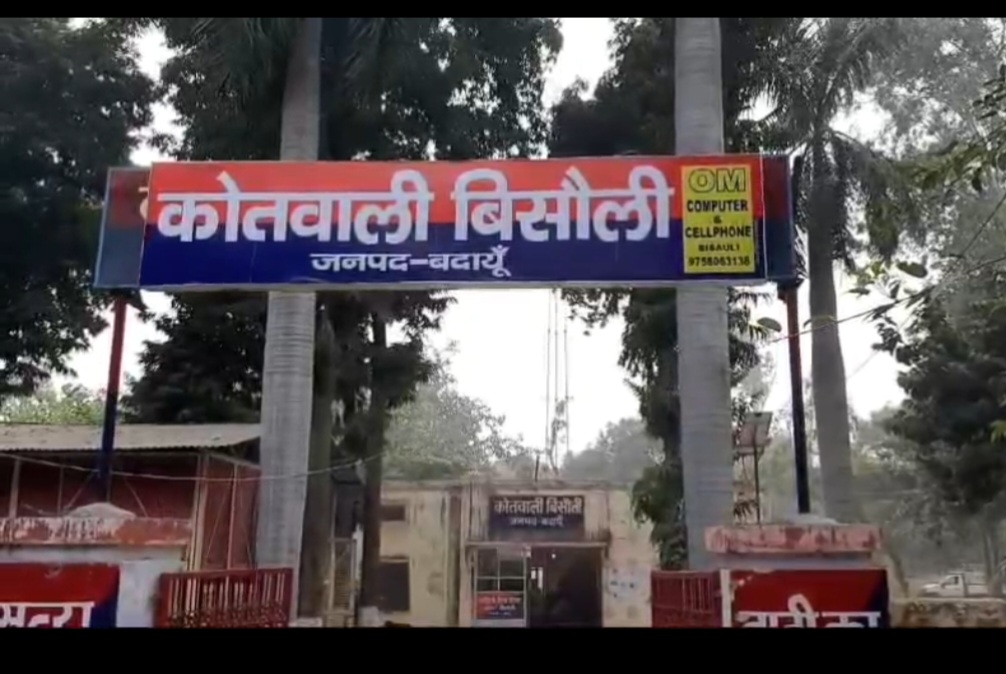 कोतवाली बिसौली
जनपद-बदायूँ
OM
COMPUTER
&
CELLPHONE
BISAULI
9758063138
कोतवाली बिसौली
जनपद-बदायूँ